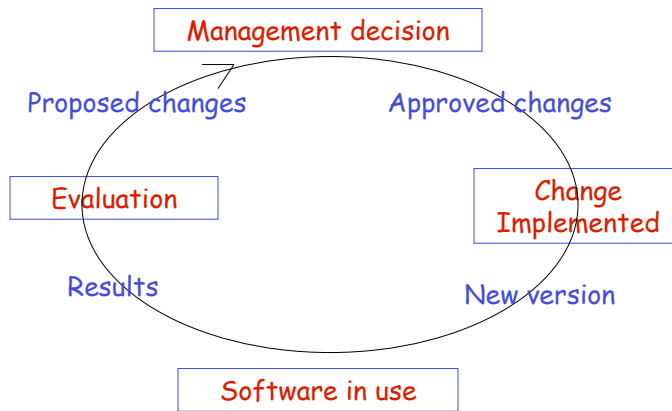 Management decision
Proposed changes
Approved changes
Evaluation
Change
Implemented
Results
New version
Software in use